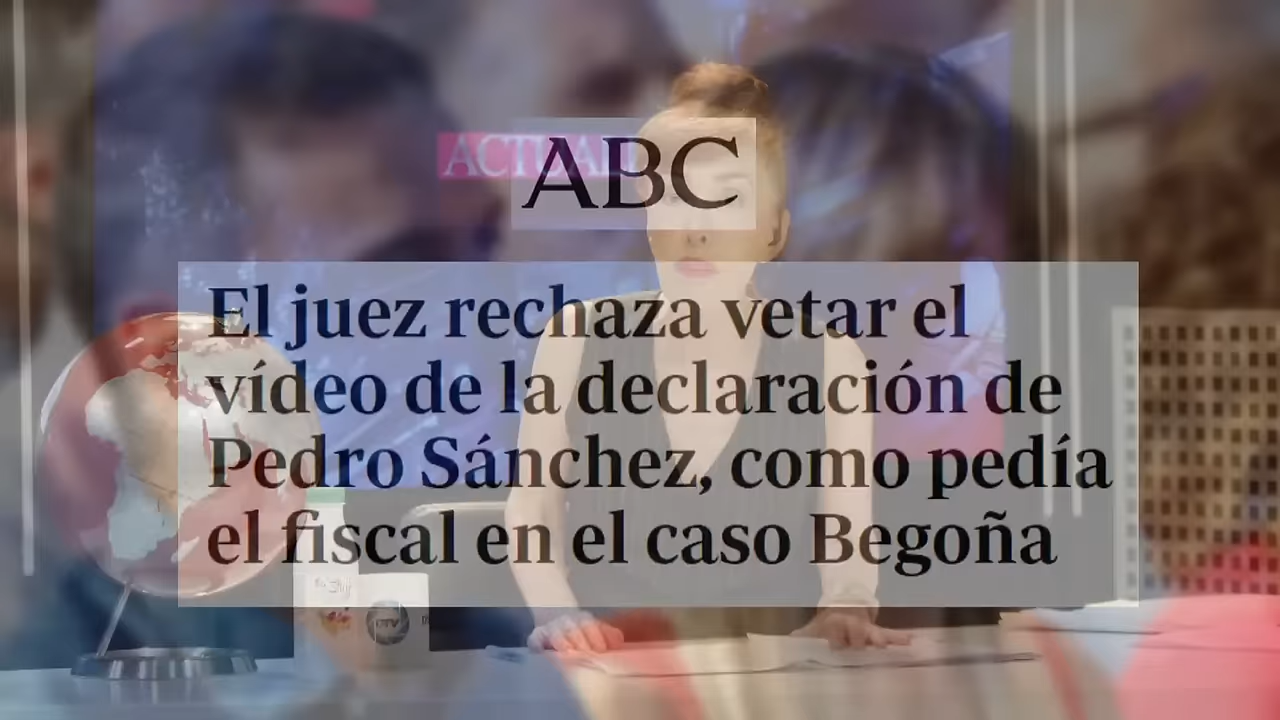 ABC
El juez rechaza vetar el
vídeo de la declaración de
Pedro Sánchez, como pedía
el fiscal en el caso Begoña